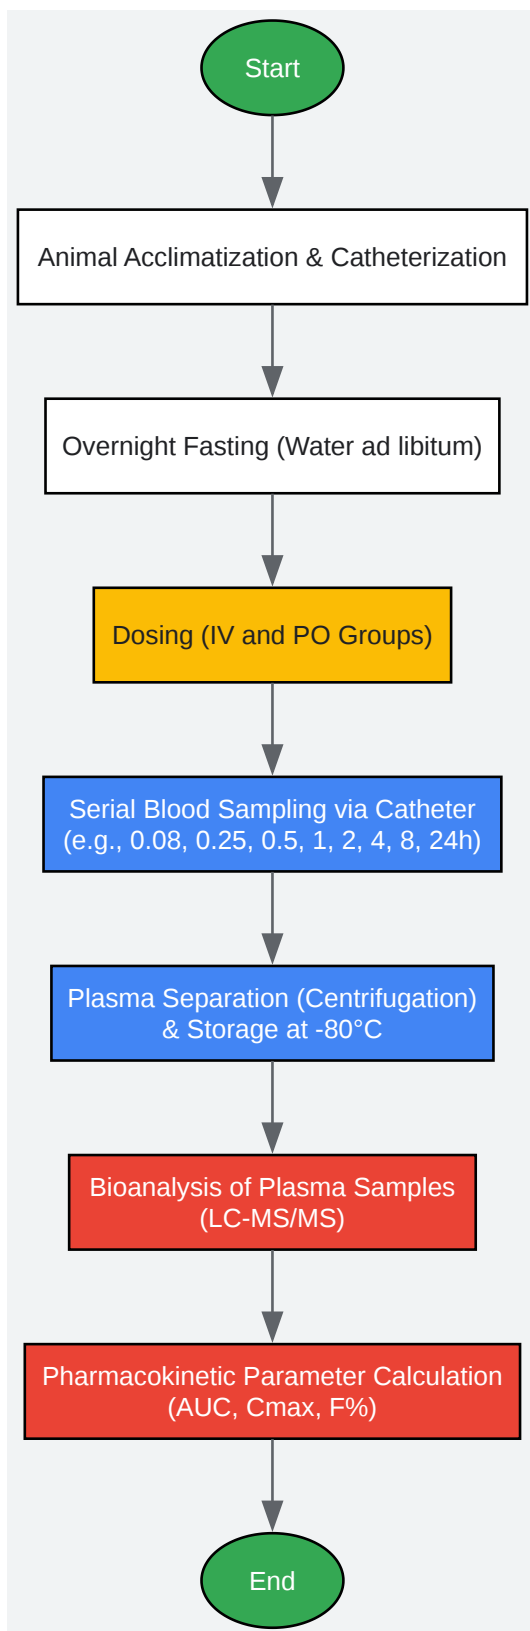 Start
Animal Acclimatization & Catheterization
Overnight Fasting (Water ad libitum)
Dosing (IV and PO Groups)
Serial Blood Sampling via Catheter
(e.g., 0.08, 0.25, 0.5, 1, 2, 4, 8, 24h)
Plasma Separation (Centrifugation)
& Storage at -80°C
Bioanalysis of Plasma Samples
(LC-MS/MS)
Pharmacokinetic Parameter Calculation
(AUC, Cmax, F%)
End